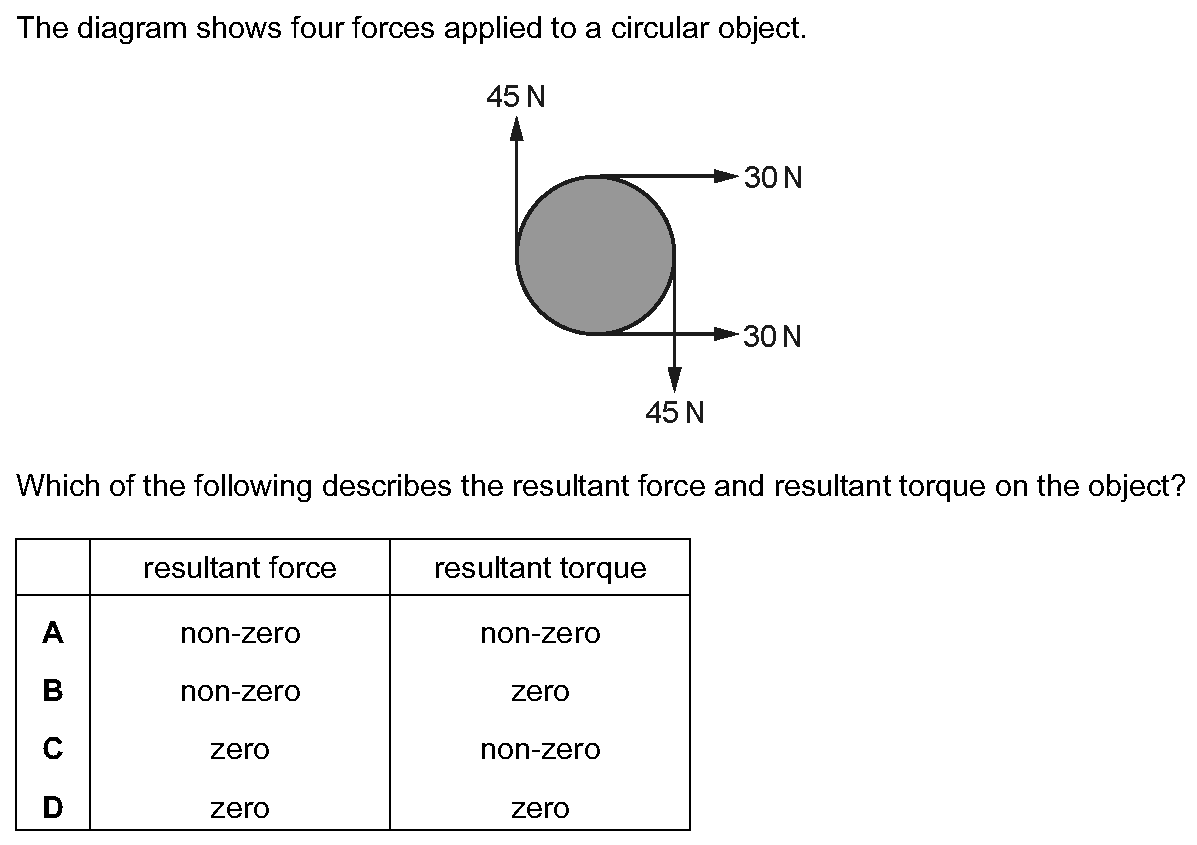 The diagram shows four forces applied to a circular object.
45 N
30 N
30 N
45 N
Which of the following describes the resultant force and resultant torque on the object?
resultant force resultant torque
A non-zero non-zero
B non-zero zero
C zero non-zero
D zero zero